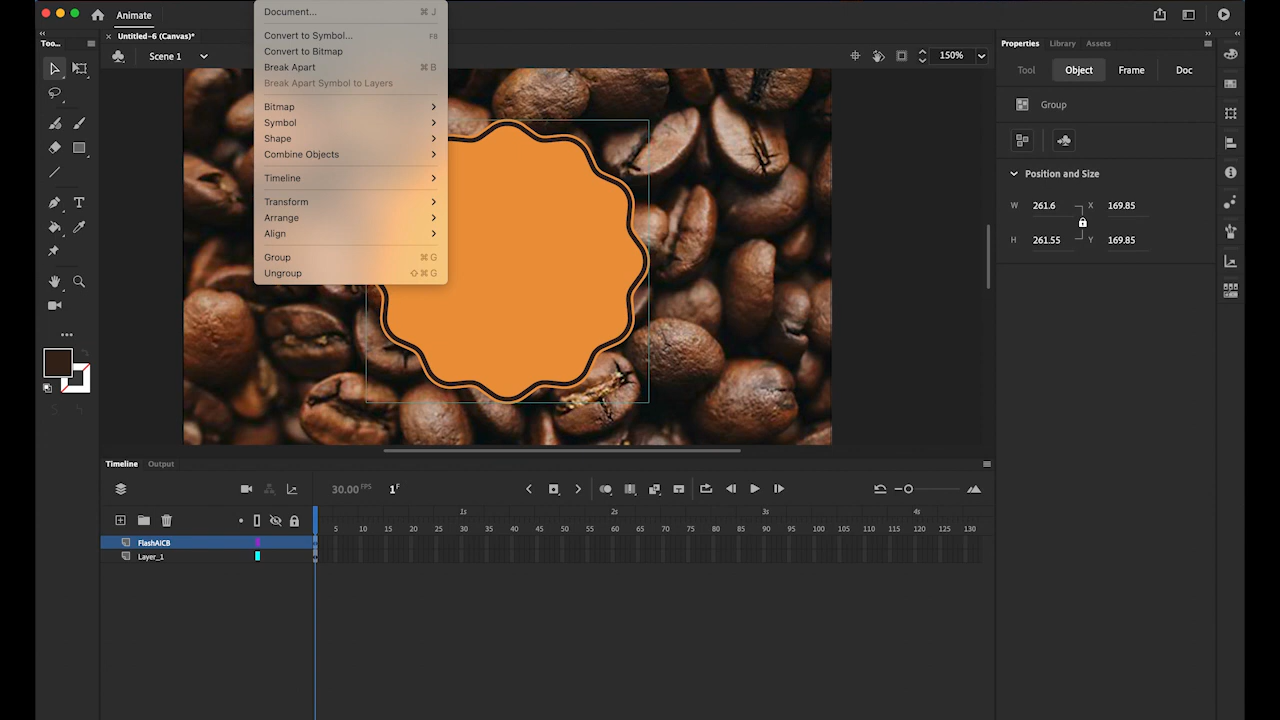 Animate
Untitled-6 (Canvas)*
Too...
Scene 1
150%
Document... ⌘ J
Convert to Symbol... F8
Convert to Bitmap
Break Apart ⌘ B
Break Apart Symbol to Layers
Bitmap
Symbol
Shape
Combine Objects
Timeline
Transform
Arrange
Align
Group ⌘ G
Ungroup ⇧ ⌘ G
Properties Library Assets
Tool Object Frame Doc
Group
Position and Size
W 261.6 X 169.85
H 261.55 Y 169.85
Timeline Output
30.00 FPS 1 F
1s 2s 3s 4s
5 10 15 20 25 30 35 40 45 50 55 60 65 70 75 80 85 90 95 100 105 110 115 120 130
FlashAICB
Layer_1